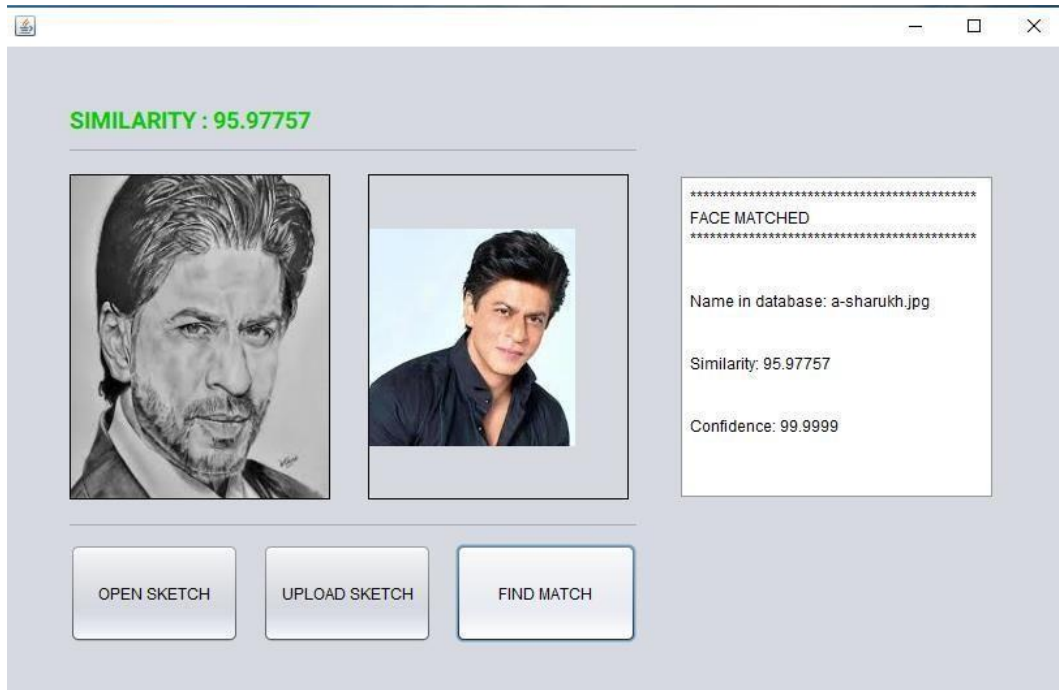 SIMILARITY : 95.97757
********************************************
FACE MATCHED
********************************************
Name in database: a-sharukh.jpg
Similarity: 95.97757
Confidence: 99.9999
OPEN SKETCH
UPLOAD SKETCH
FIND MATCH